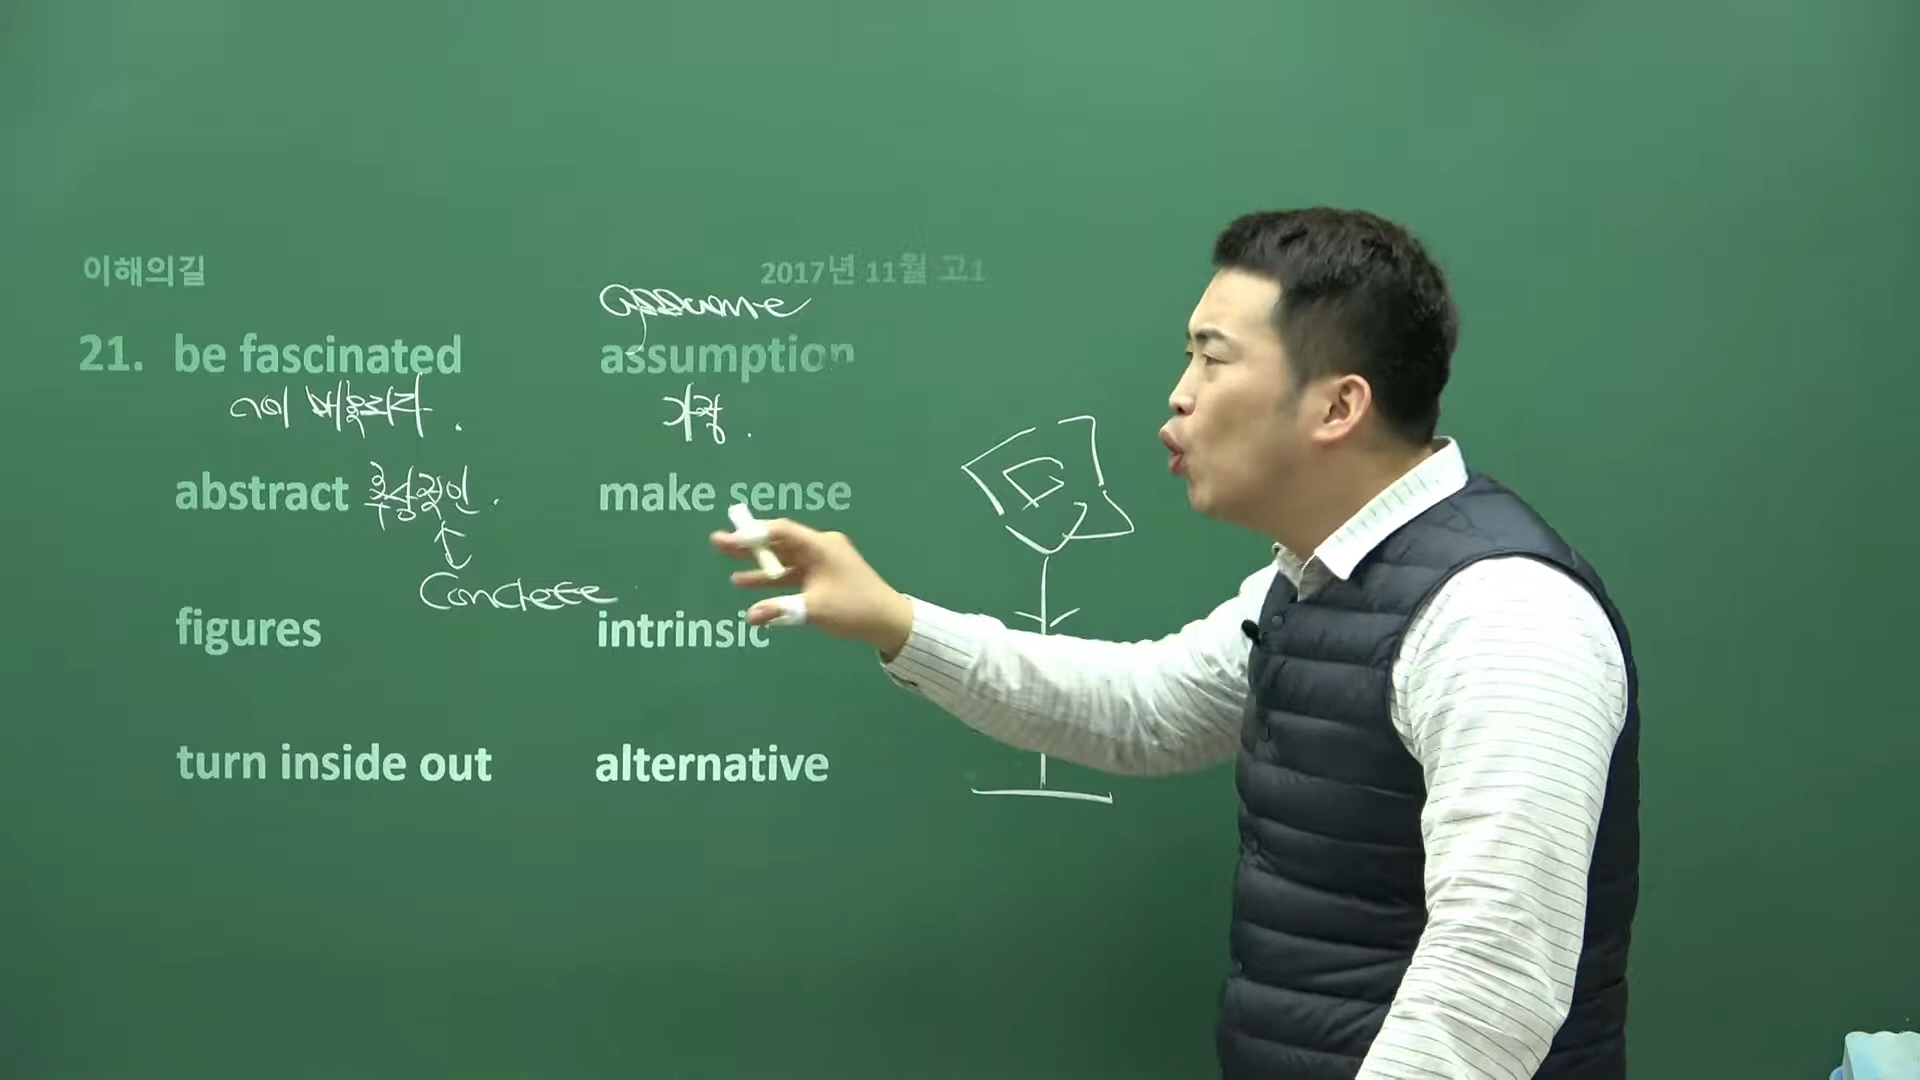 이해의길
2017년 11월 고1
assume
21. be fascinated
assumption
에 매혹되다.
가정.
abstract 추상적인.
make sense
concrete
figures
intrinsic
turn inside out
alternative